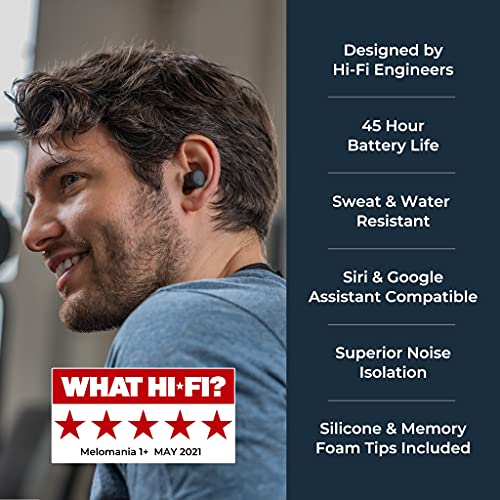 Designed by
Hi-Fi Engineers
45 Hour
Battery Life
Sweat & Water
Resistant
Siri & Google
Assistant Compatible
Superior Noise
Isolation
Silicone & Memory
Foam Tips Included
WHAT HI★FI?
★★★★★
Melomania 1+ MAY 2021